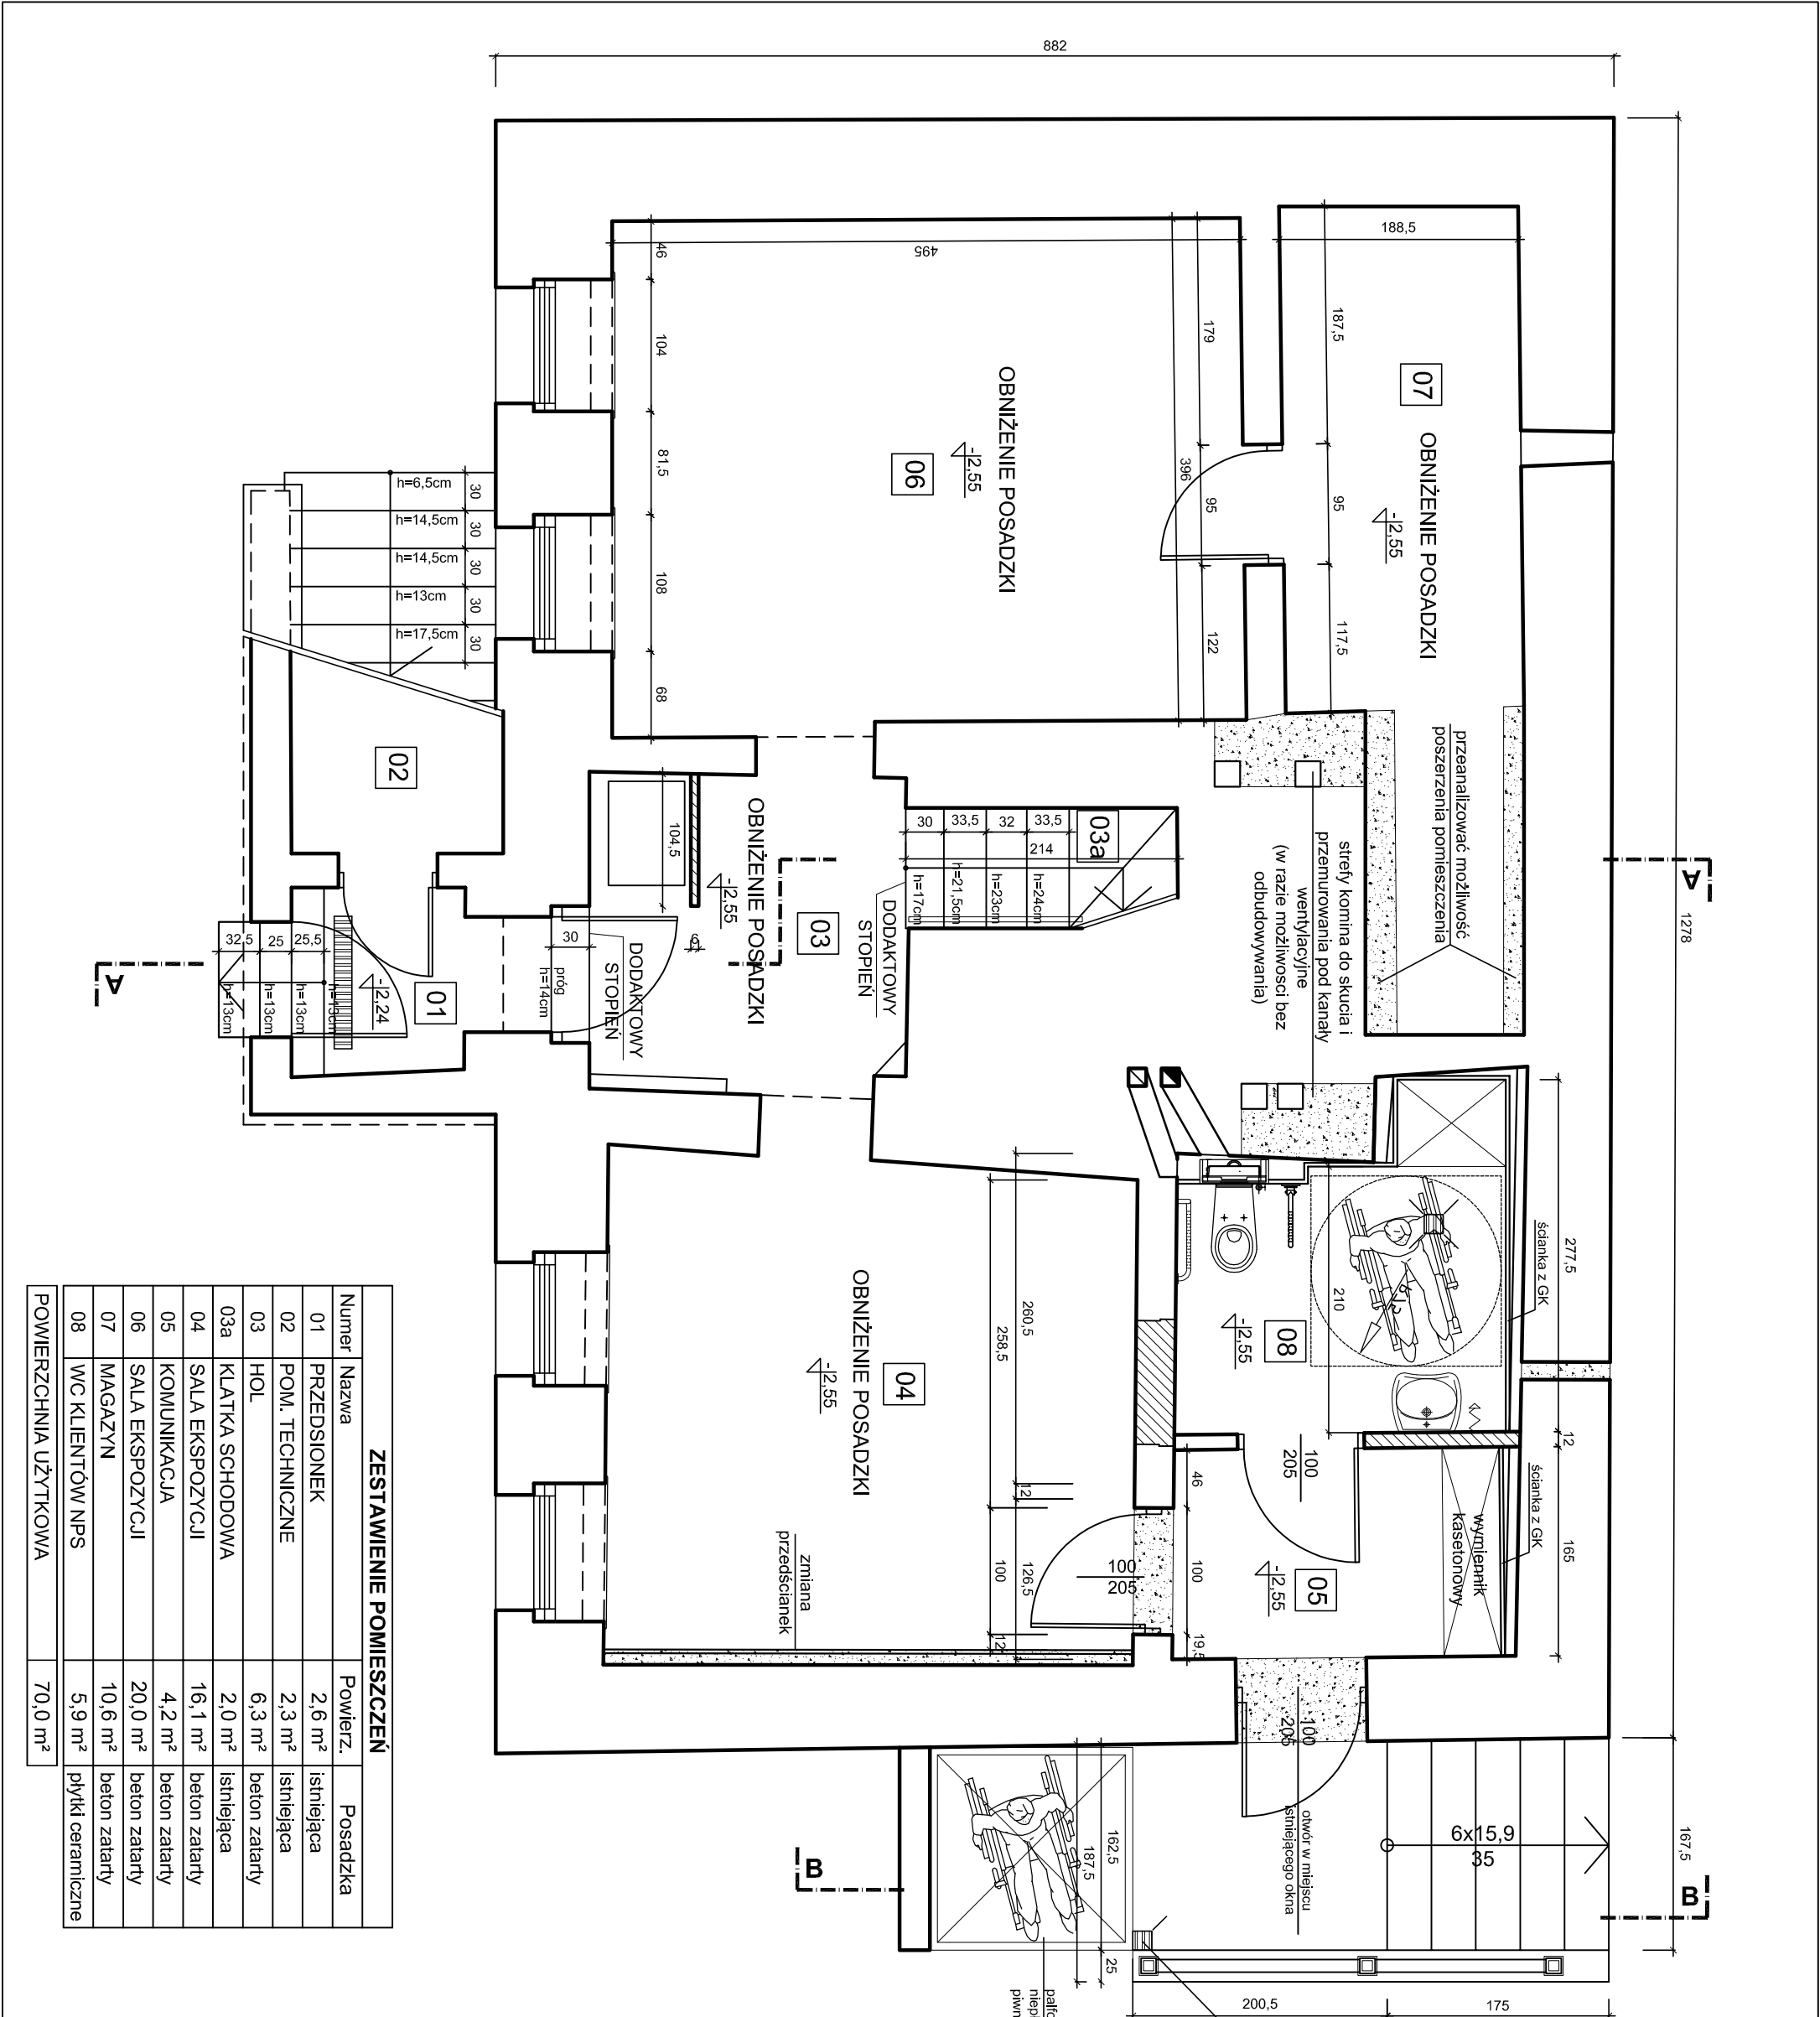 882
1278
188,5
187,5
95
117,5
07
OBNIŻENIE POSADZKI
-2,55
przeanalizować możliwość
poszerzenia pomieszczenia
strefy komina do skucia i
przemurowania pod kanały
wentylacyjne
(w razie możliwosci bez
odbudowywania)
A
495
179
396
95
122
OBNIŻENIE POSADZKI
-2,55
06
46
104
81,5
108
68
30
30
30
30
30
h=6,5cm
h=14,5cm
h=14,5cm
h=13cm
h=17,5cm
02
03a
30
33,5
32
33,5
214
h=17cm
h=21,5cm
h=23cm
h=24cm
DODAKTOWY
STOPIEŃ
03
OBNIŻENIE POSADZKI
-2,55
104,5
6
DODAKTOWY
STOPIEŃ
30
próg
h=14cm
01
-2,24
32,5
25
25,5
h=13cm
h=13cm
h=13cm
h=13cm
A
277,5
ścianka z GK
12
165
ścianka z GK
210
08
-2,55
100
205
wymiennik
kasetonowy
05
-2,55
46
100
19,5
260,5
258,5
12
100
126,5
12
100
205
04
OBNIŻENIE POSADZKI
-2,55
zmiana
przedścianek
100
205
otwór w miejscu
istniejącego okna
6x15,9
35
167,5
B
162,5
187,5
25
B
200,5
175
ZESTAWIENIE POMIESZCZEŃ
Numer Nazwa Powierz. Posadzka
01 PRZEDSIONEK 2,6 m² istniejąca
02 POM. TECHNICZNE 2,3 m² istniejąca
03 HOL 6,3 m² beton zatarty
03a KLATKA SCHODOWA 2,0 m² istniejąca
04 SALA EKSPOZYCJI 16,1 m² beton zatarty
05 KOMUNIKACJA 4,2 m² beton zatarty
06 SALA EKSPOZYCJI 20,0 m² beton zatarty
07 MAGAZYN 10,6 m² beton zatarty
08 WC KLIENTÓW NPS 5,9 m² płytki ceramiczne
POWIERZCHNIA UŻYTKOWA 70,0 m²